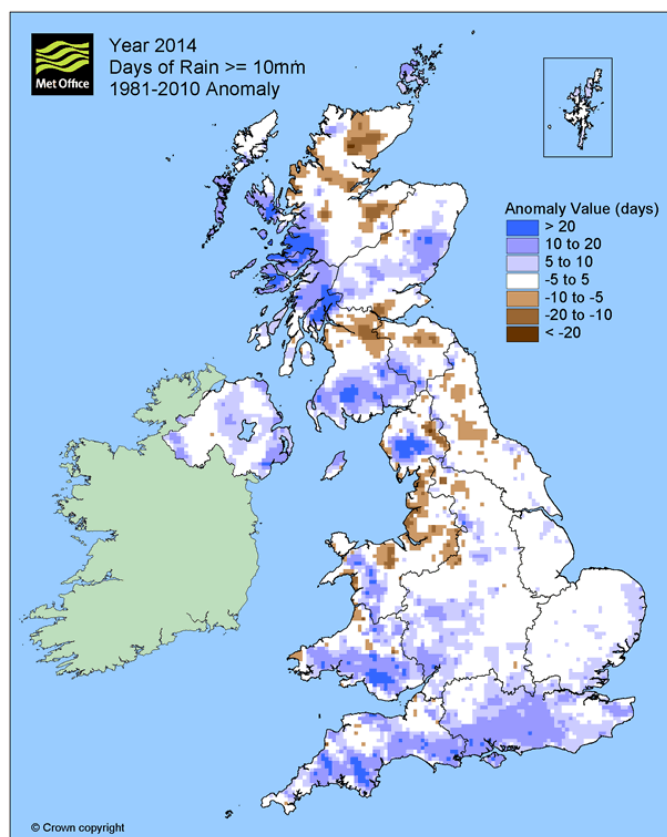 Met Office
Year 2014
Days of Rain >= 10mm
1981-2010 Anomaly
Anomaly Value (days)
> 20
10 to 20
5 to 10
-5 to 5
-10 to -5
-20 to -10
< -20
© Crown copyright